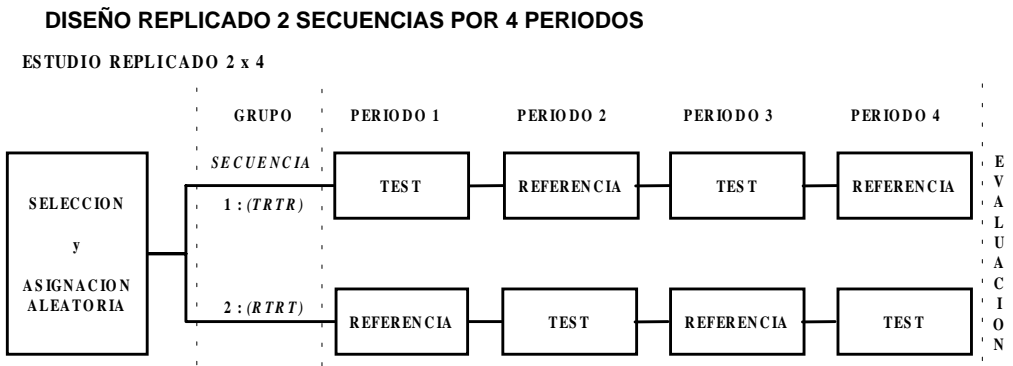 DISEÑO REPLICADO 2 SECUENCIAS POR 4 PERIODOS
ESTUDIO REPLICADO 2 x 4
GRUPO PERIODO 1 PERIODO 2 PERIODO 3 PERIODO 4
SECUENCIA
1 : (TRTR)
TEST REFERENCIA TEST REFERENCIA
SELECCION
y
ASIGNACION
ALEATORIA
2 : (RTRT)
REFERENCIA TEST REFERENCIA TEST
EVALUACION